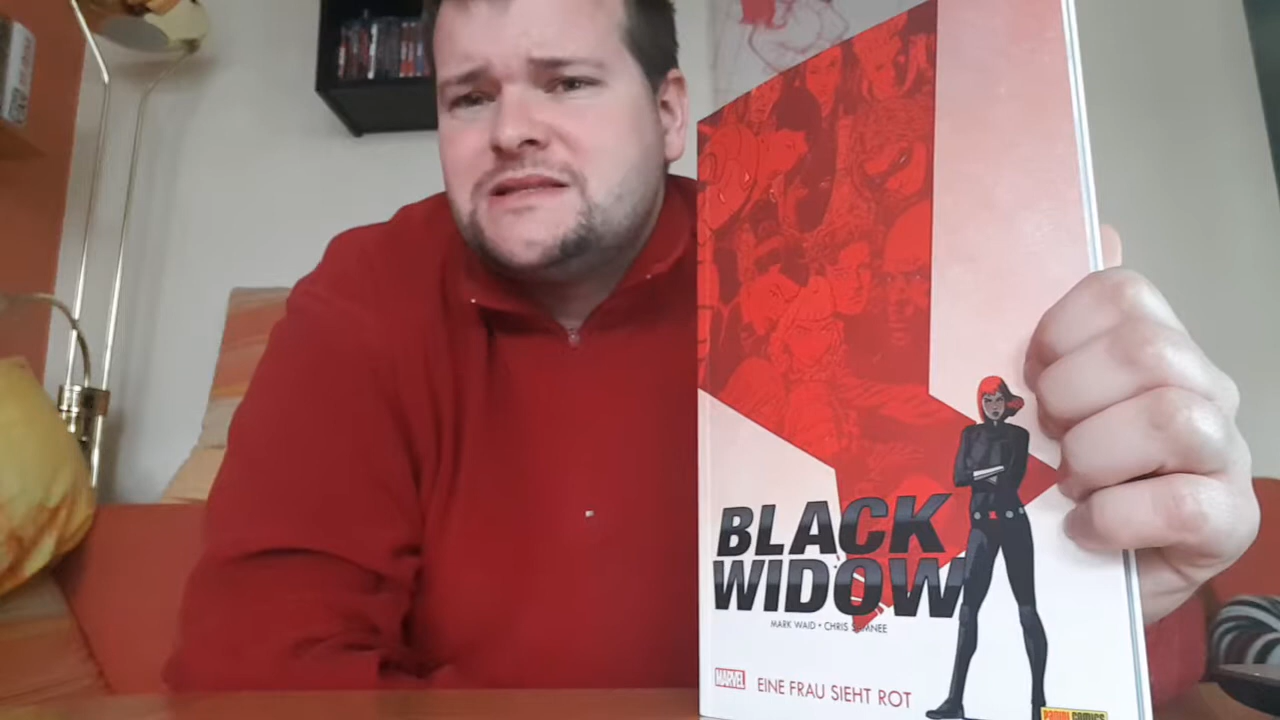 BLACK
WIDOW
MARK WAID • CHRIS SAMNEE
MARVEL
EINE FRAU SIEHT ROT
PANINI COMICS